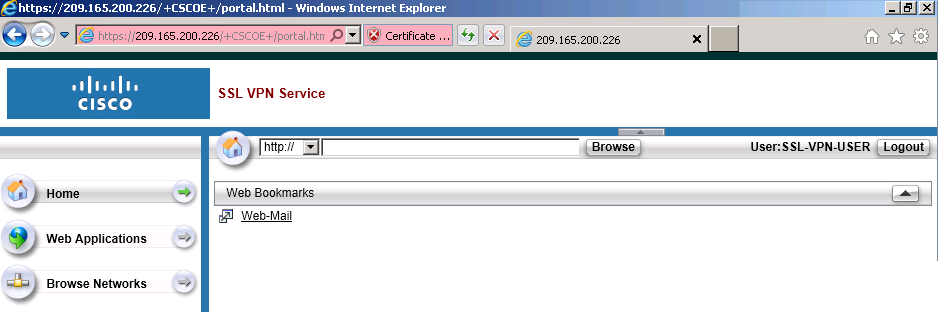 https://209.165.200.226/+CSCOE+/portal.html - Windows Internet Explorer
https://209.165.200.226/+CSCOE+/portal.htm Certificate ... 209.165.200.226
CISCO
SSL VPN Service
http:// Browse User:SSL-VPN-USER Logout
Home
Web Bookmarks
Web-Mail
Web Applications
Browse Networks